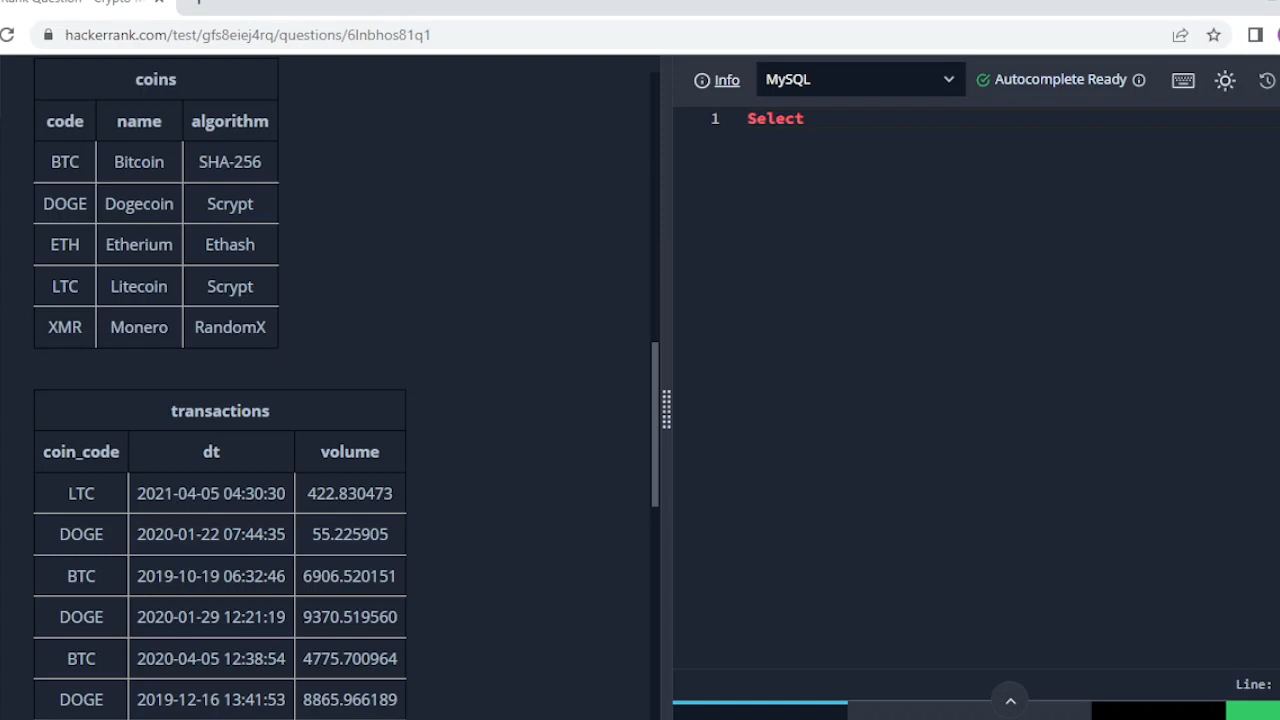 Rank Question - Crypto
hackerrank.com/test/gfs8eiej4rq/questions/6lnbhos81q1
coins
code name algorithm
BTC Bitcoin SHA-256
DOGE Dogecoin Scrypt
ETH Etherium Ethash
LTC Litecoin Scrypt
XMR Monero RandomX
transactions
coin_code dt volume
LTC 2021-04-05 04:30:30 422.830473
DOGE 2020-01-22 07:44:35 55.225905
BTC 2019-10-19 06:32:46 6906.520151
DOGE 2020-01-29 12:21:19 9370.519560
BTC 2020-04-05 12:38:54 4775.700964
DOGE 2019-12-16 13:41:53 8865.966189
Info MySQL Autocomplete Ready
1 Select
Line: